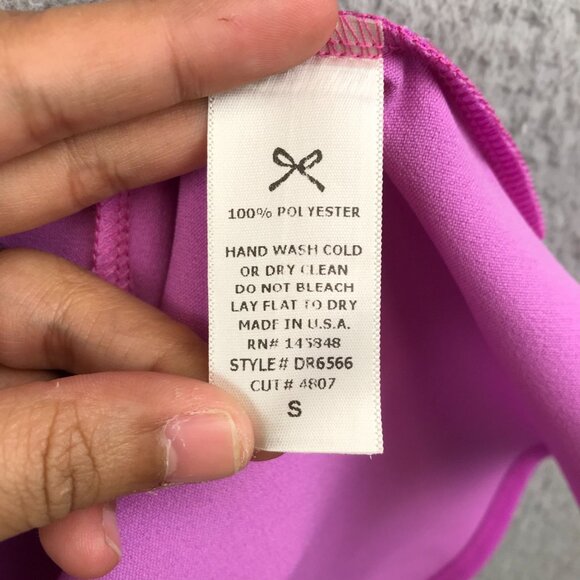 100% POLYESTER
HAND WASH COLD
OR DRY CLEAN
DO NOT BLEACH
LAY FLAT TO DRY
MADE IN U.S.A.
RN# 145848
STYLE# DR6566
CUT# 4807
S